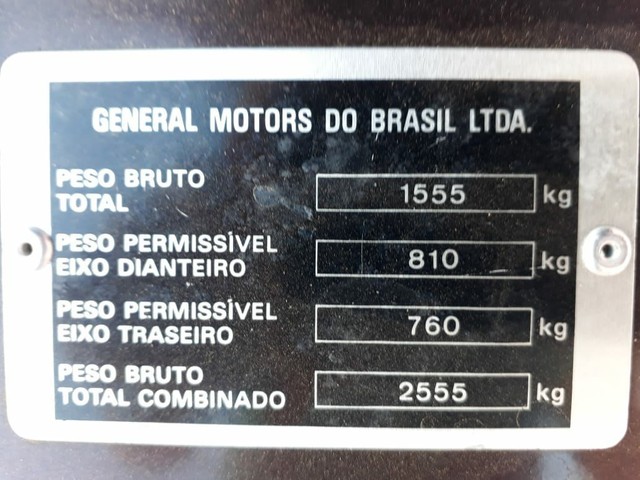 GENERAL MOTORS DO BRASIL LTDA.
PESO BRUTO
TOTAL 1555 kg
PESO PERMISSÍVEL
EIXO DIANTEIRO 810 kg
PESO PERMISSÍVEL
EIXO TRASEIRO 760 kg
PESO BRUTO
TOTAL COMBINADO 2555 kg